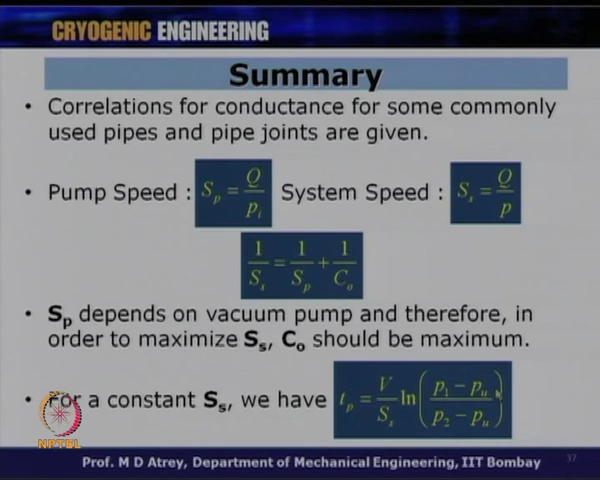 CRYOGENIC ENGINEERING
Summary
• Correlations for conductance for some commonly
used pipes and pipe joints are given.
• Pump Speed : S_p = Q / p_i System Speed : S_s = Q / p
1 / S_s = 1 / S_p + 1 / C_o
• S_p depends on vacuum pump and therefore, in
order to maximize S_s, C_o should be maximum.
• For a constant S_s, we have t_p = V / S_s ln( (p_1 − p_u) / (p_2 − p_u) )
NPTEL
Prof. M D Atrey, Department of Mechanical Engineering, IIT Bombay
37